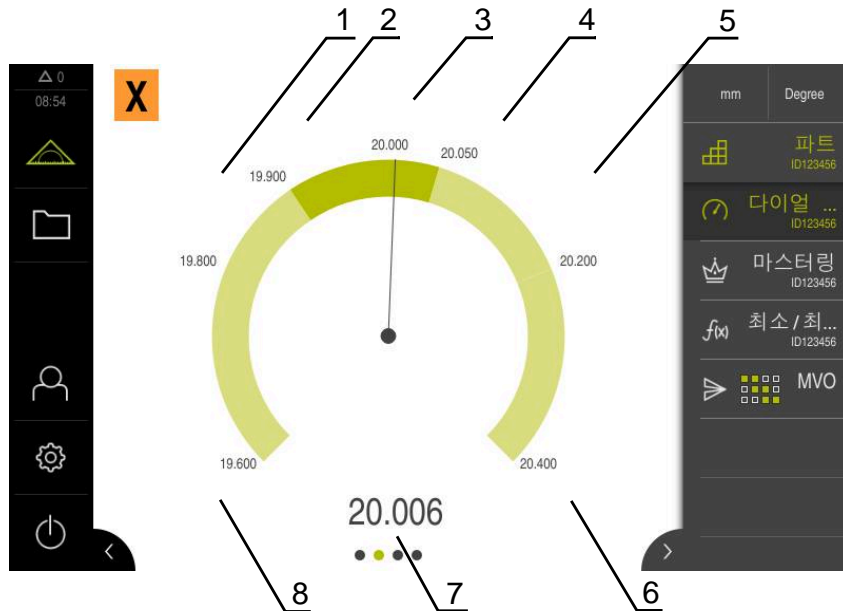 1 2 3 4 5
△ 0
08:54
X
mm Degree
20.000
20.050
19.900
19.800
20.200
19.600
20.400
20.006
파트
ID123456
다이얼 ...
ID123456
마스터링
ID123456
f(x) 최소/최...
ID123456
MVO
8 7 6